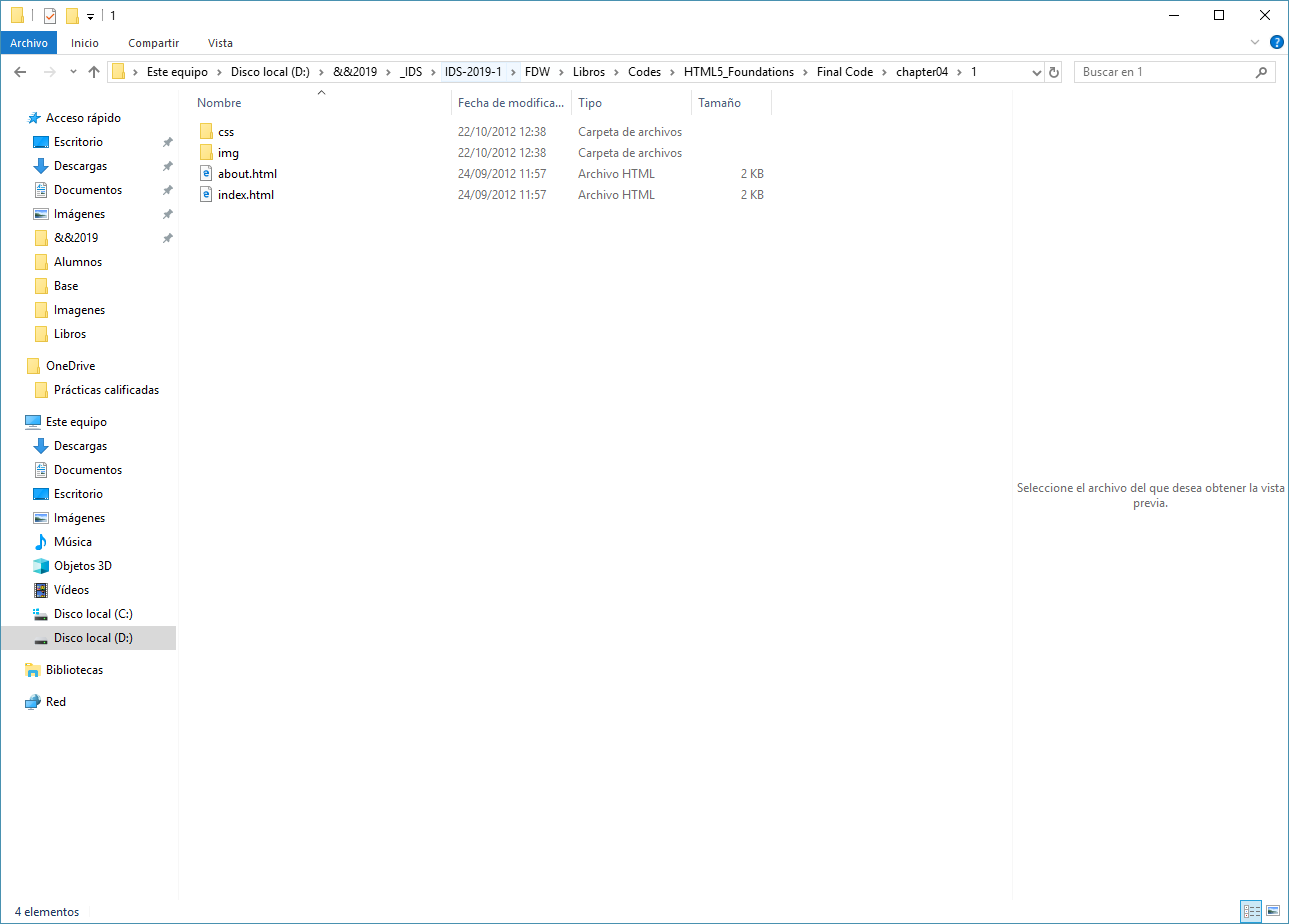 1
Archivo Inicio Compartir Vista
Este equipo Disco local (D:) &&2019 _IDS IDS-2019-1 FDW Libros Codes HTML5_Foundations Final Code chapter04 1 Buscar en 1
Nombre Fecha de modifica... Tipo Tamaño
css 22/10/2012 12:38 Carpeta de archivos
img 22/10/2012 12:38 Carpeta de archivos
about.html 24/09/2012 11:57 Archivo HTML 2 KB
index.html 24/09/2012 11:57 Archivo HTML 2 KB
Acceso rápido
Escritorio
Descargas
Documentos
Imágenes
&&2019
Alumnos
Base
Imagenes
Libros
OneDrive
Prácticas calificadas
Este equipo
Descargas
Documentos
Escritorio
Imágenes
Música
Objetos 3D
Vídeos
Disco local (C:)
Disco local (D:)
Bibliotecas
Red
Seleccione el archivo del que desea obtener la vista
previa.
4 elementos